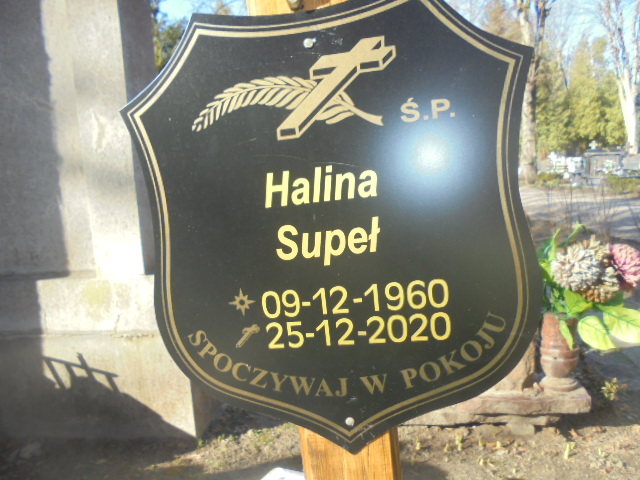 Ś.P.
Halina
Supeł
09-12-1960
25-12-2020
SPOCZYWAJ W POKOJU